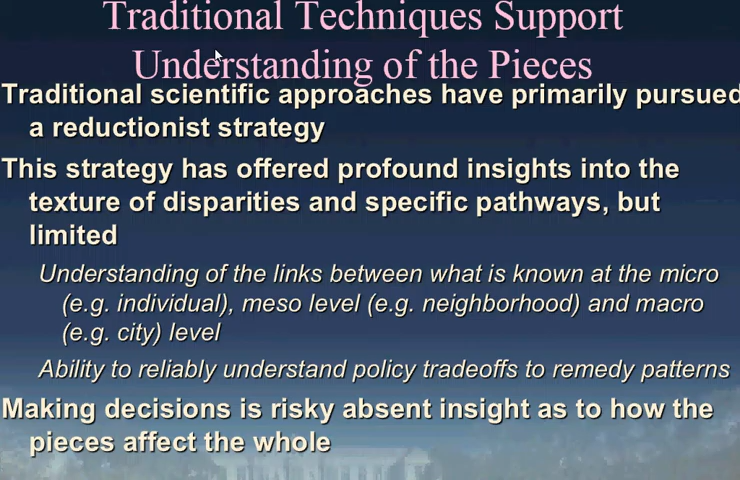 Traditional Techniques Support
Understanding of the Pieces
Traditional scientific approaches have primarily pursued
a reductionist strategy
This strategy has offered profound insights into the
texture of disparities and specific pathways, but
limited
Understanding of the links between what is known at the micro
(e.g. individual), meso level (e.g. neighborhood) and macro
(e.g. city) level
Ability to reliably understand policy tradeoffs to remedy patterns
Making decisions is risky absent insight as to how the
pieces affect the whole